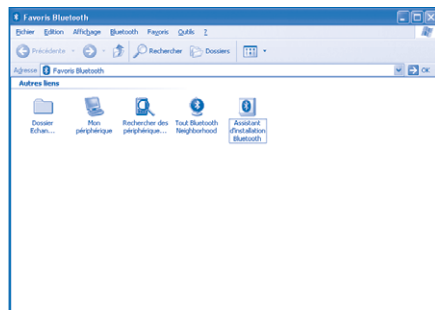 Favoris Bluetooth
Fichier Edition Affichage Bluetooth Favoris Outils ?
Précédente Rechercher Dossiers
Adresse Favoris Bluetooth OK
Autres liens
Dossier Echan...
Mon périphérique
Rechercher des périphérique...
Tout Bluetooth Neighborhood
Assistant d'installation Bluetooth